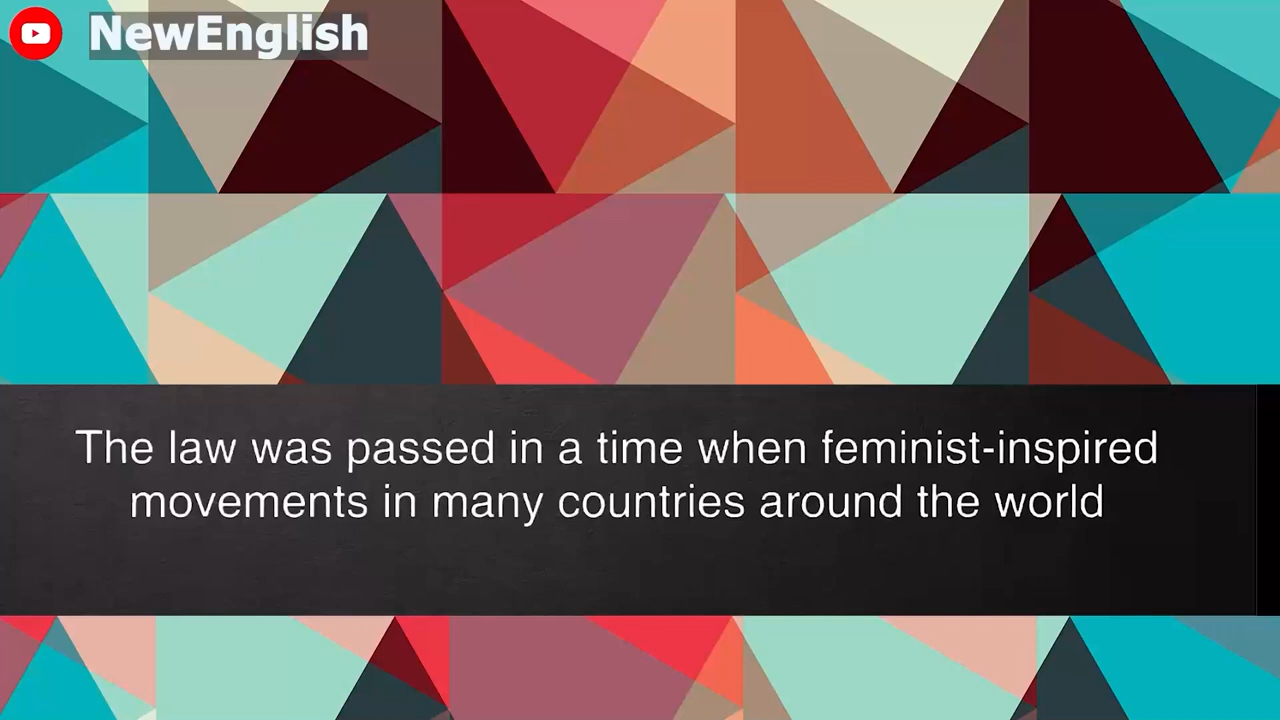 NewEnglish
The law was passed in a time when feminist-inspired
movements in many countries around the world